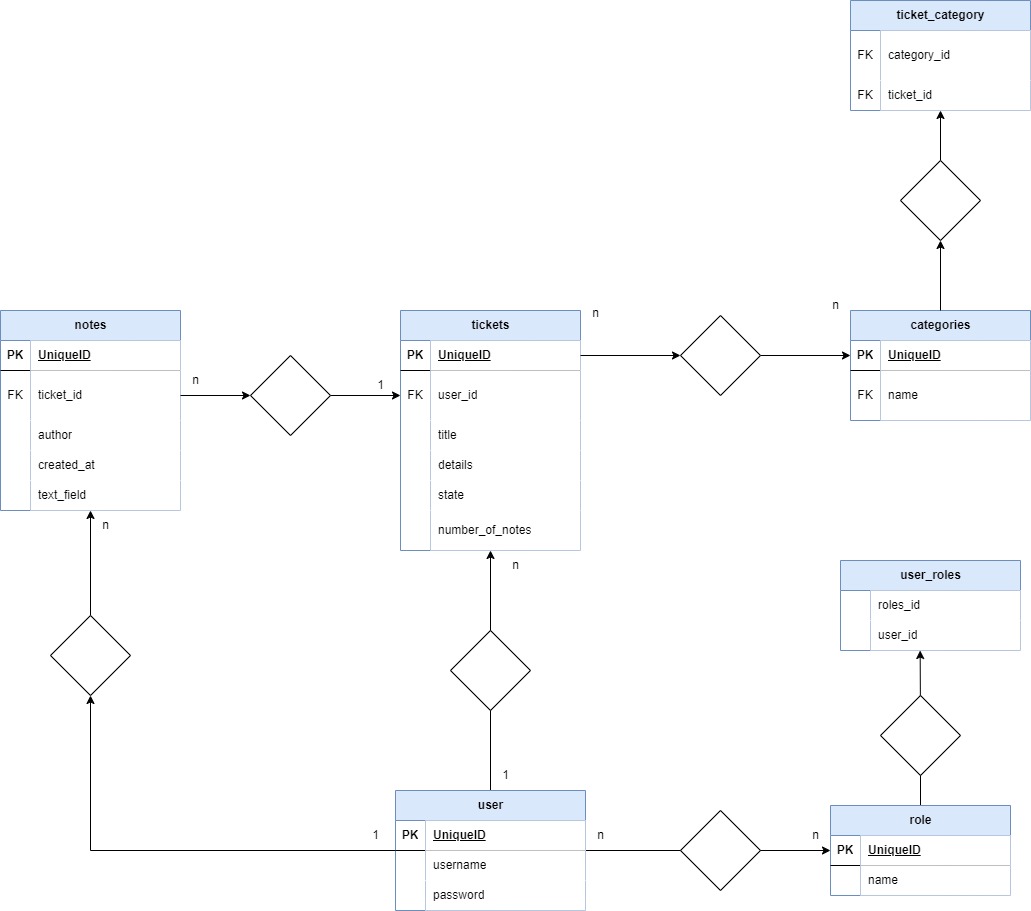 ticket_category
FK category_id
FK ticket_id
notes
PK UniqueID
FK ticket_id
author
created_at
text_field
n
1
tickets
PK UniqueID
FK user_id
title
details
state
number_of_notes
n
n
categories
PK UniqueID
FK name
n
n
user_roles
roles_id
user_id
1
1
user
PK UniqueID
username
password
n
n
role
PK UniqueID
name